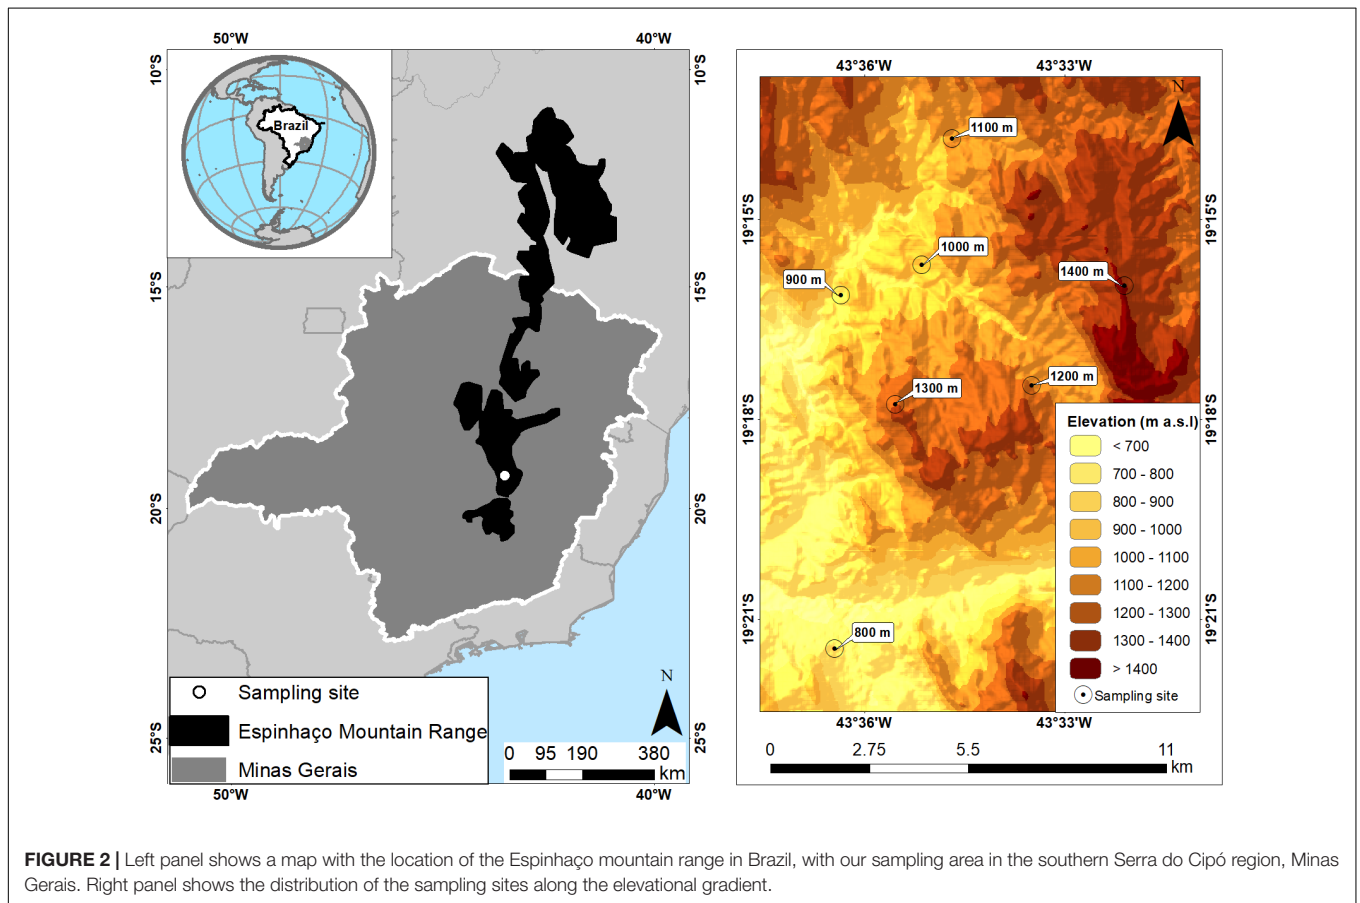 50°W
40°W
10°S
10°S
Brazil
15°S
15°S
20°S
20°S
25°S
25°S
Sampling site
Espinhaço Mountain Range
Minas Gerais
N
0 95 190 380
km
50°W
40°W
43°36'W
43°33'W
N
1100 m
1000 m
900 m
1400 m
1200 m
1300 m
800 m
19°15'S
19°15'S
19°18'S
19°18'S
19°21'S
19°21'S
Elevation (m a.s.l)
< 700
700 - 800
800 - 900
900 - 1000
1000 - 1100
1100 - 1200
1200 - 1300
1300 - 1400
> 1400
Sampling site
43°36'W
43°33'W
0 2.75 5.5 11
km
FIGURE 2 | Left panel shows a map with the location of the Espinhaço mountain range in Brazil, with our sampling area in the southern Serra do Cipó region, Minas
Gerais. Right panel shows the distribution of the sampling sites along the elevational gradient.